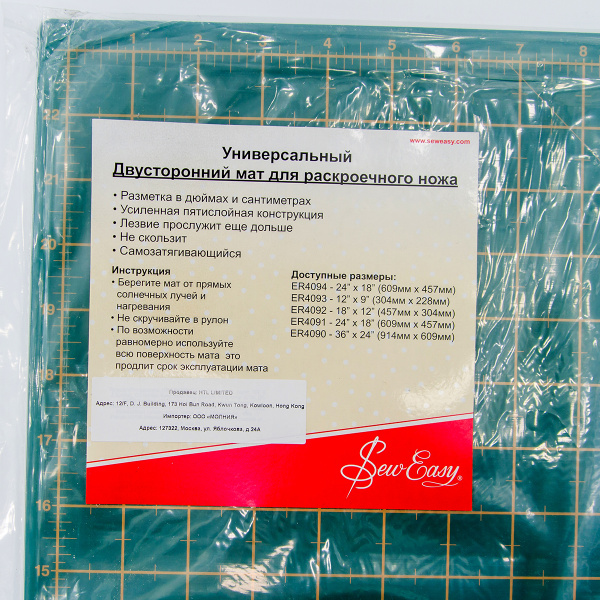 1 2 3 4 5 6 7 8
22
21
20
19
18
17
16
15
www.seweasy.com
Универсальный
Двусторонний мат для раскроечного ножа
• Разметка в дюймах и сантиметрах
• Усиленная пятислойная конструкция
• Лезвие прослужит еще дольше
• Не скользит
• Самозатягивающийся
Инструкция
• Берегите мат от прямых
солнечных лучей и
нагревания
• Не скручивайте в рулон
• По возможности
равномерно используйте
всю поверхность мата это
продлит срок эксплуатации мата
Доступные размеры:
ER4094 - 24" x 18" (609мм x 457мм)
ER4093 - 12" x 9" (304мм x 228мм)
ER4092 - 18" x 12" (457мм x 304мм)
ER4091 - 24" x 18" (609мм x 457мм)
ER4090 - 36" x 24" (914мм x 609мм)
Продавец: HTL LIMITED
Адрес: 12/F, D. J. Building, 173 Hoi Bun Road, Kwun Tong, Kowloon, Hong Kong
Импортер: ООО «МОЛНИЯ»
Адрес: 127322, Москва, ул. Яблочкова, д 24А
Sew Easy®